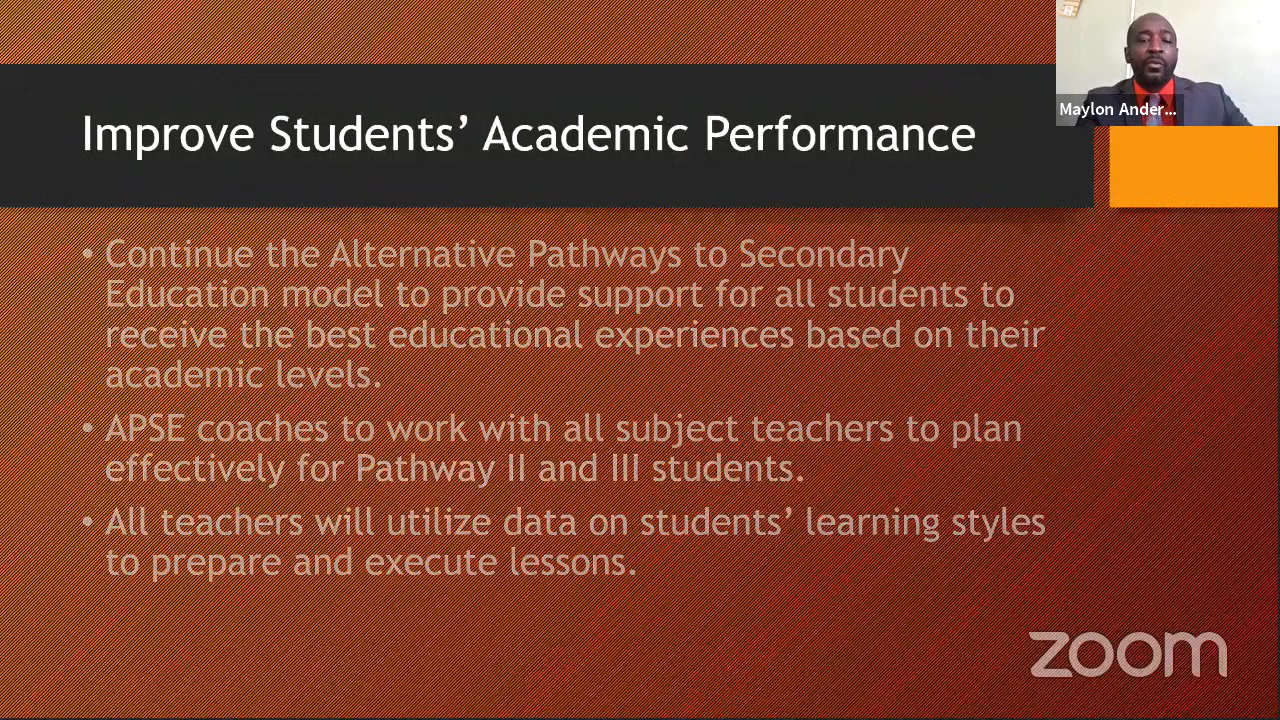 Maylon Ander...
Improve Students’ Academic Performance
• Continue the Alternative Pathways to Secondary
Education model to provide support for all students to
receive the best educational experiences based on their
academic levels.
• APSE coaches to work with all subject teachers to plan
effectively for Pathway II and III students.
• All teachers will utilize data on students’ learning styles
to prepare and execute lessons.
zoom